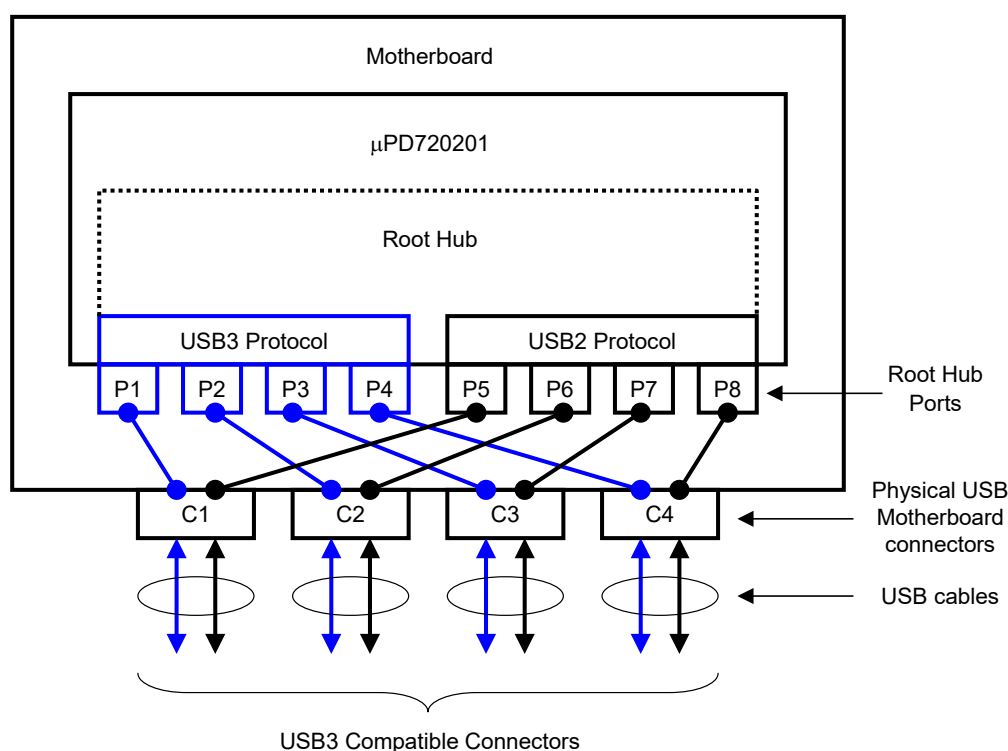 Motherboard
μPD720201
Root Hub
USB3 Protocol
USB2 Protocol
P1
P2
P3
P4
P5
P6
P7
P8
Root Hub
Ports
C1
C2
C3
C4
Physical USB
Motherboard
connectors
USB cables
USB3 Compatible Connectors